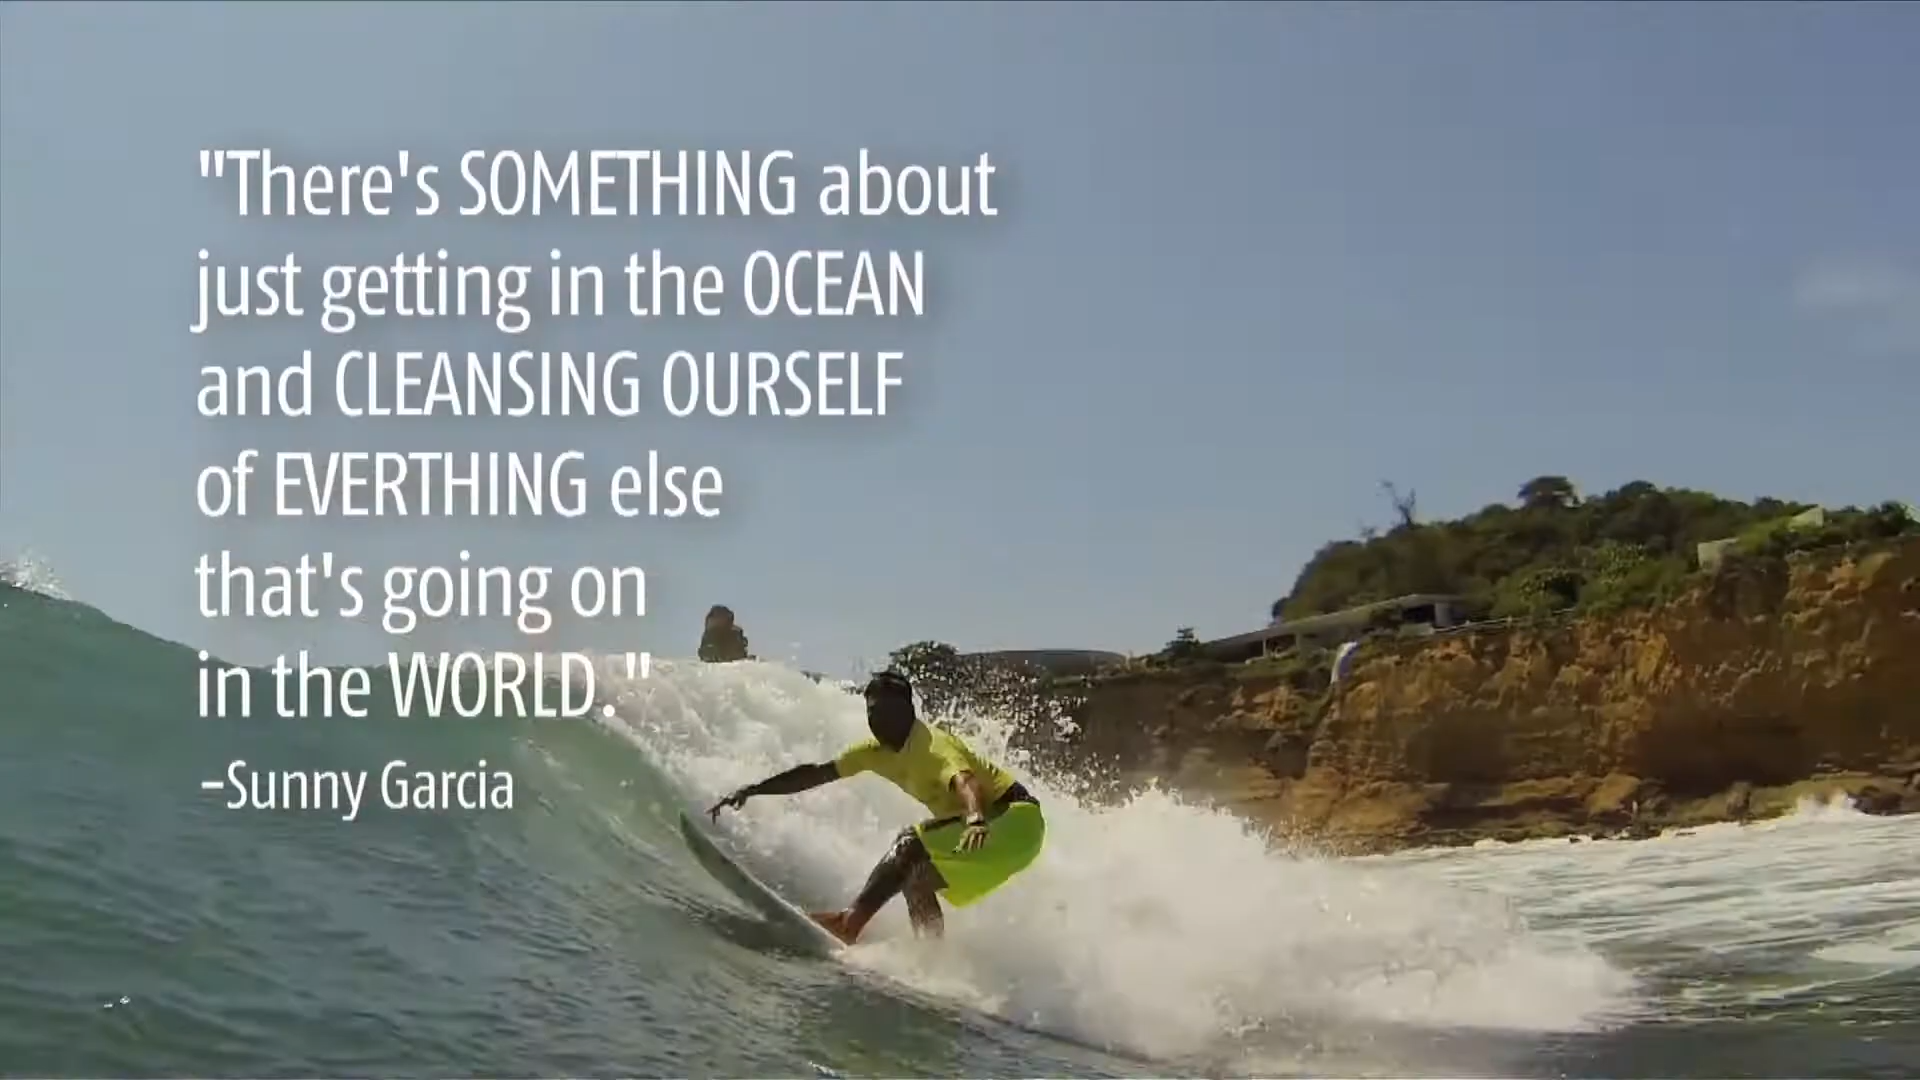 "There's SOMETHING about
just getting in the OCEAN
and CLEANSING OURSELF
of EVERTHING else
that's going on
in the WORLD."
–Sunny Garcia